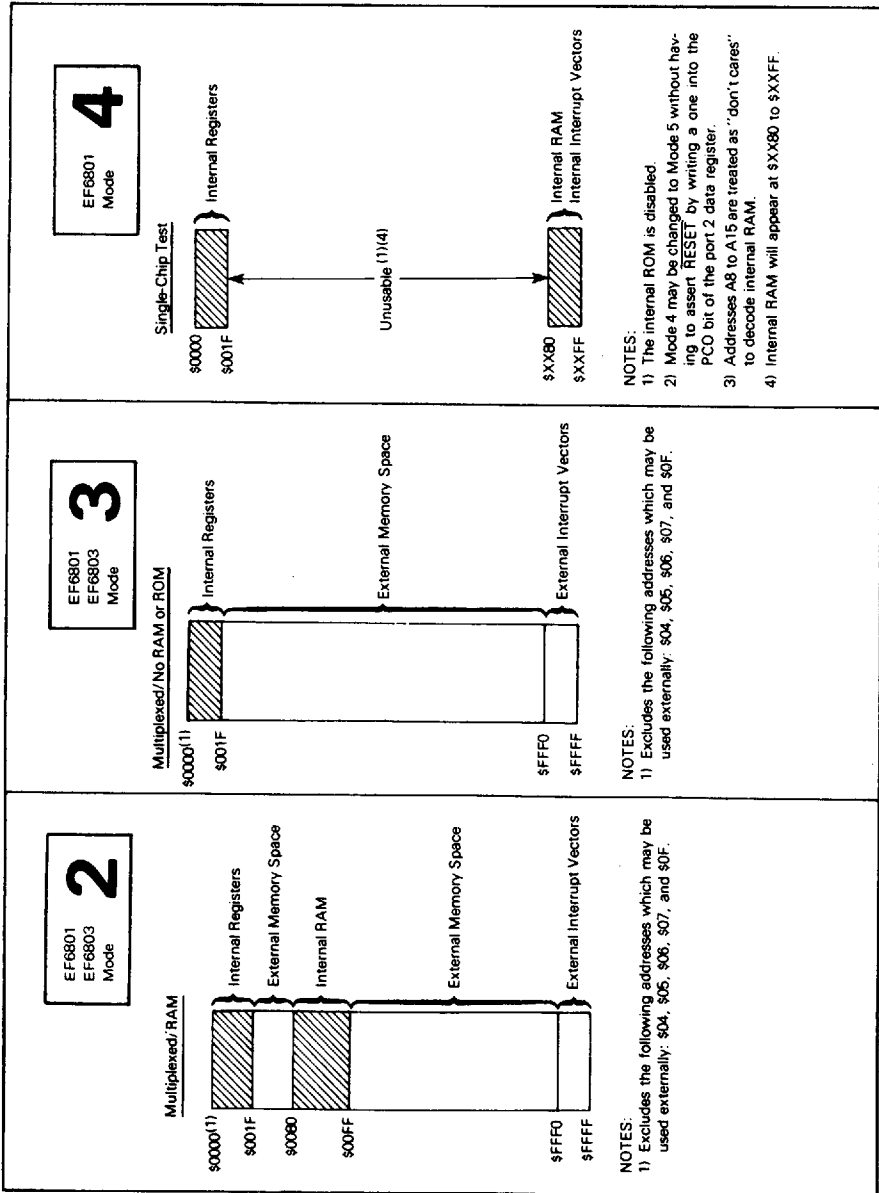 EF6801
EF6803
Mode
2
Multiplexed/RAM
$0000(1)
$001F
$0080
$00FF
$FFF0
$FFFF
Internal Registers
External Memory Space
Internal RAM
External Memory Space
External Interrupt Vectors
NOTES:
1) Excludes the following addresses which may be
used externally: $04, $05, $06, $07, and $0F.
EF6801
EF6803
Mode
3
Multiplexed/No RAM or ROM
$0000(1)
$001F
$FFF0
$FFFF
Internal Registers
External Memory Space
External Interrupt Vectors
NOTES:
1) Excludes the following addresses which may be
used externally: $04, $05, $06, $07, and $0F.
EF6801
Mode
4
Single-Chip Test
$0000
$001F
Internal Registers
Unusable (1)(4)
$XX80
$XXFF
Internal RAM
Internal Interrupt Vectors
NOTES:
1) The internal ROM is disabled.
2) Mode 4 may be changed to Mode 5 without hav-
ing to assert RESET by writing a one into the
PCO bit of the port 2 data register.
3) Addresses A8 to A15 are treated as "don't cares"
to decode internal RAM.
4) Internal RAM will appear at $XX80 to $XXFF.